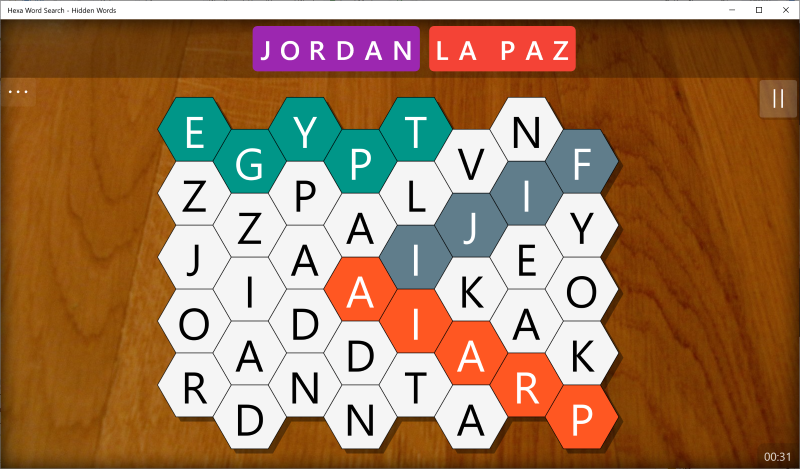 Hexa Word Search - Hidden Words
JORDAN LA PAZ
E Y T N
G P V F
Z P L I
Z A J Y
J A I E
I A K O
O D I A
A D A K
R N T R
D N A P
00:31